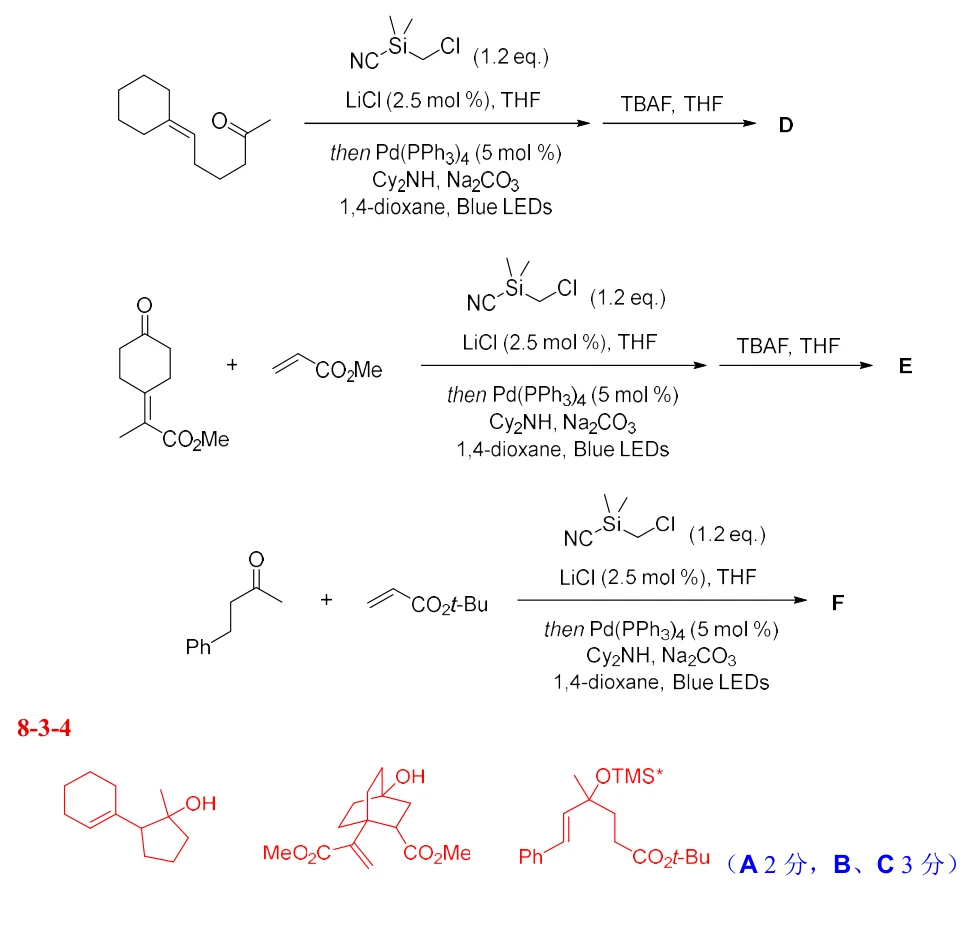 Si
NC
Cl
(1.2 eq.)
LiCl (2.5 mol %), THF
then Pd(PPh3)4 (5 mol %)
Cy2NH, Na2CO3
1,4-dioxane, Blue LEDs
TBAF, THF
D
O
O
+
CO2Me
CO2Me
Si
NC
Cl
(1.2 eq.)
LiCl (2.5 mol %), THF
then Pd(PPh3)4 (5 mol %)
Cy2NH, Na2CO3
1,4-dioxane, Blue LEDs
TBAF, THF
E
O
Ph
+
CO2t-Bu
Si
NC
Cl
(1.2 eq.)
LiCl (2.5 mol %), THF
then Pd(PPh3)4 (5 mol %)
Cy2NH, Na2CO3
1,4-dioxane, Blue LEDs
F
8-3-4
OH
OH
MeO2C
CO2Me
OTMS*
Ph
CO2t-Bu
（A 2 分，B、C 3 分）